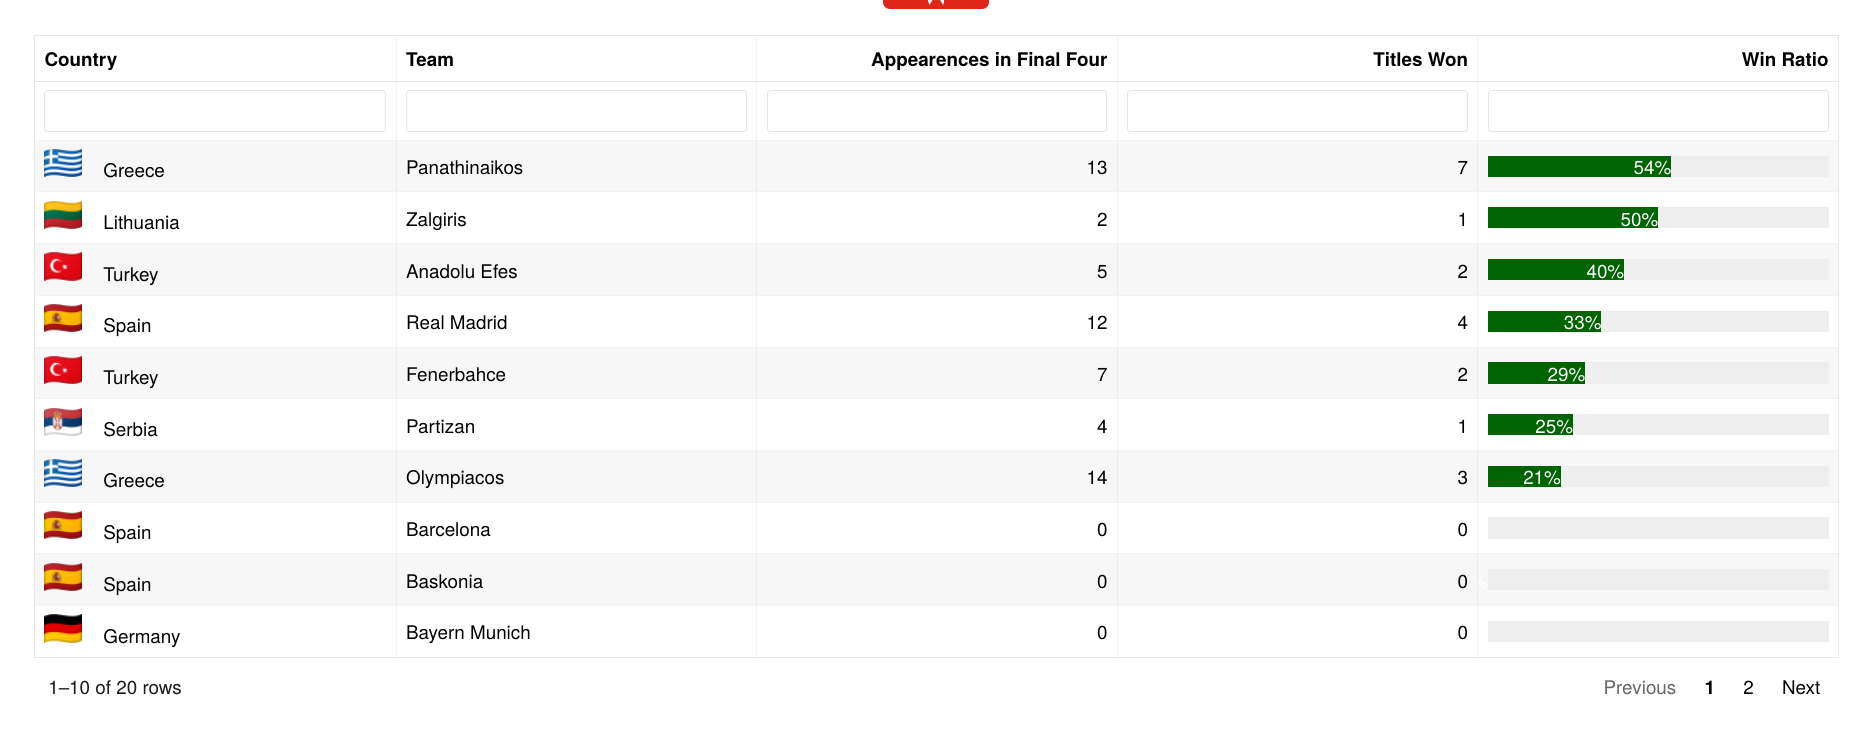 Country Team Appearences in Final Four Titles Won Win Ratio
Greece Panathinaikos 13 7 54%
Lithuania Zalgiris 2 1 50%
Turkey Anadolu Efes 5 2 40%
Spain Real Madrid 12 4 33%
Turkey Fenerbahce 7 2 29%
Serbia Partizan 4 1 25%
Greece Olympiacos 14 3 21%
Spain Barcelona 0 0
Spain Baskonia 0 0
Germany Bayern Munich 0 0
1–10 of 20 rows Previous 1 2 Next